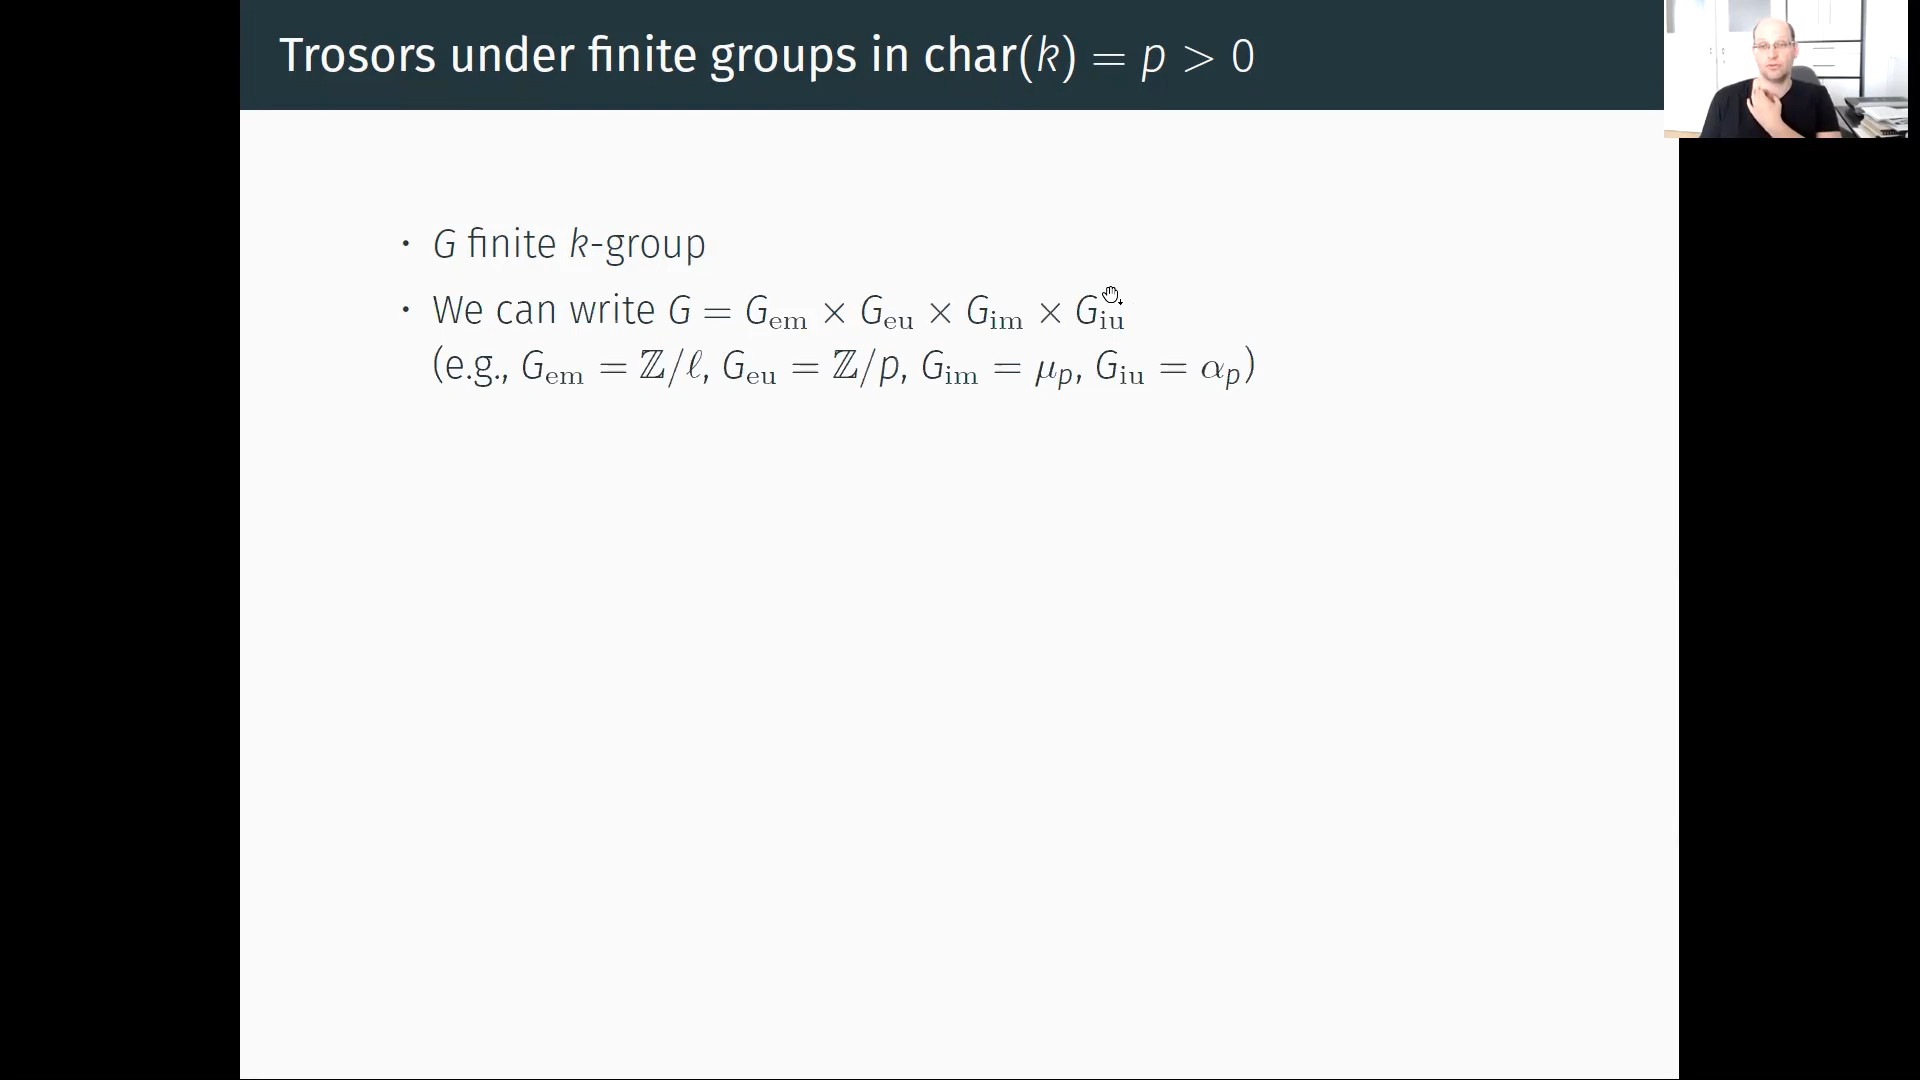 Trosors under finite groups in char(k) = p > 0
• G finite k-group
• We can write G = G_em × G_eu × G_im × G_iu
(e.g., G_em = ℤ/ℓ, G_eu = ℤ/p, G_im = μ_p, G_iu = α_p)